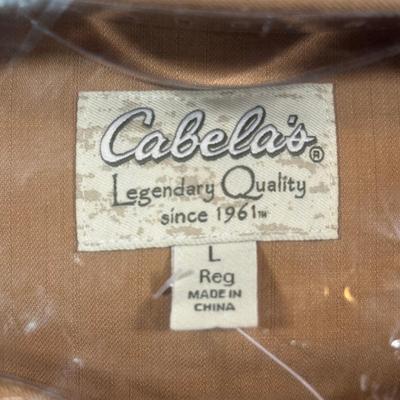 Cabela's®
Legendary Quality
since 1961™
L
Reg
MADE IN
CHINA